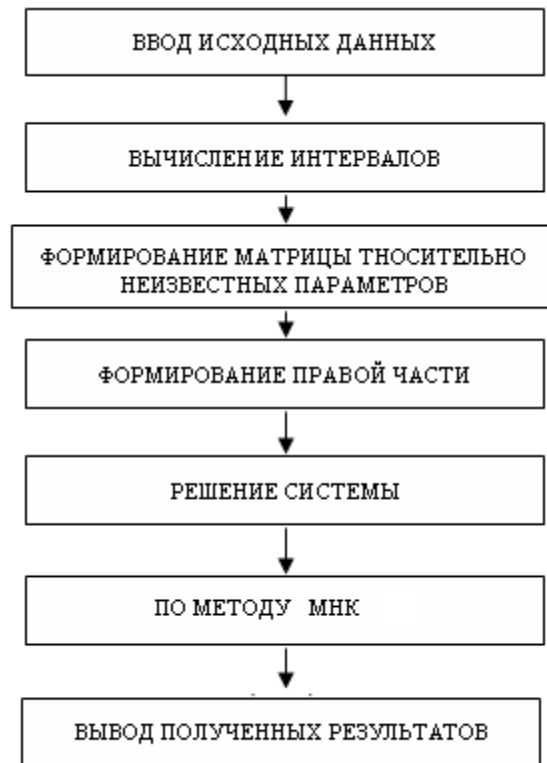 ВВОД ИСХОДНЫХ ДАННЫХ
ВЫЧИСЛЕНИЕ ИНТЕРВАЛОВ
ФОРМИРОВАНИЕ МАТРИЦЫ ТНОСИТЕЛЬНО
НЕИЗВЕСТНЫХ ПАРАМЕТРОВ
ФОРМИРОВАНИЕ ПРАВОЙ ЧАСТИ
РЕШЕНИЕ СИСТЕМЫ
ПО МЕТОДУ МНК
ВЫВОД ПОЛУЧЕННЫХ РЕЗУЛЬТАТОВ